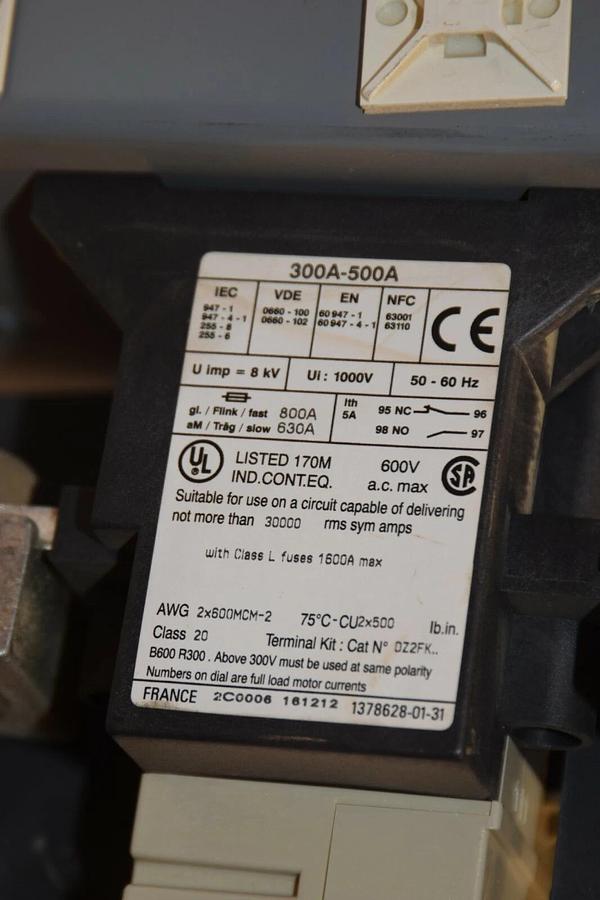 300A-500A
IEC VDE EN NFC CE
947 - 1 0660 - 100 60 947 - 1 63001
947 - 4 - 1 0660 - 102 60 947 - 4 - 1 63110
255 - 8
255 - 6
U imp = 8 kV Ui : 1000V 50 - 60 Hz
gl. / Flink / fast 800A
aM / Träg / slow 630A
Ith
5A
95 NC 96
98 NO 97
UL LISTED 170M 600V
IND.CONT.EQ. a.c. max
Suitable for use on a circuit capable of delivering
not more than 30000 rms sym amps
with Class L fuses 1600A max
AWG 2x600MCM-2 75°C-CU2x500 lb.in.
Class 20 Terminal Kit : Cat N° DZ2FK..
B600 R300 . Above 300V must be used at same polarity
Numbers on dial are full load motor currents
FRANCE 2C0006 161212 1378628-01-31